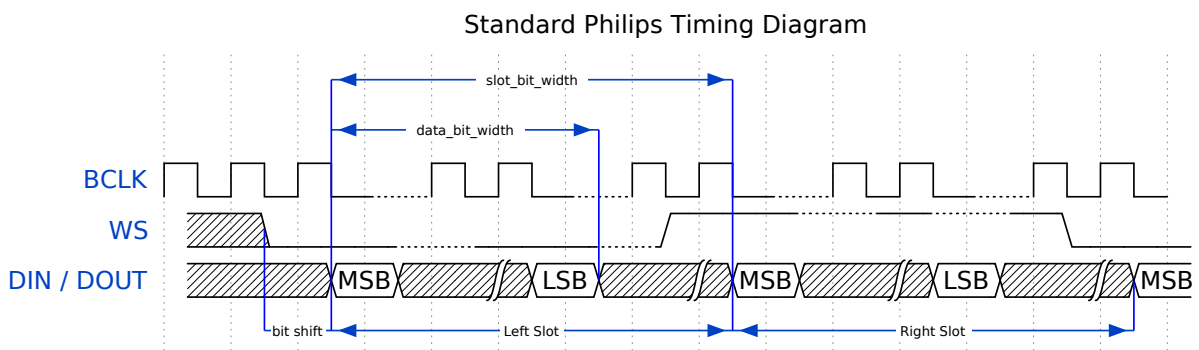 Standard Philips Timing Diagram
slot_bit_width
data_bit_width
BCLK
WS
DIN / DOUT
MSB
LSB
MSB
LSB
MSB
bit shift
Left Slot
Right Slot